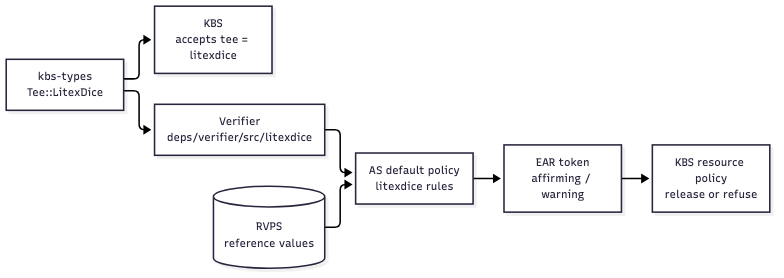 KBS
accepts tee =
litexdice
kbs-types
Tee::LitexDice
Verifier
deps/verifier/src/litexdice
AS default policy
litexdice rules
EAR token
affirming /
warning
KBS resource
policy
release or refuse
RVPS
reference values